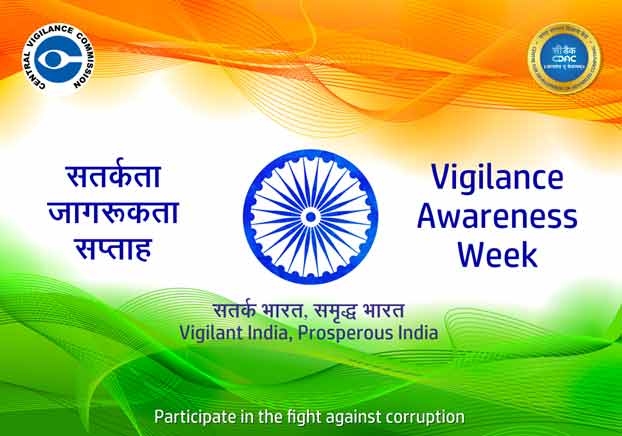 CENTRAL VIGILANCE COMMISSION
सी डैक
CDAC
सतर्कता
जागरूकता
सप्ताह
Vigilance
Awareness
Week
सतर्क भारत, समृद्ध भारत
Vigilant India, Prosperous India
Participate in the fight against corruption